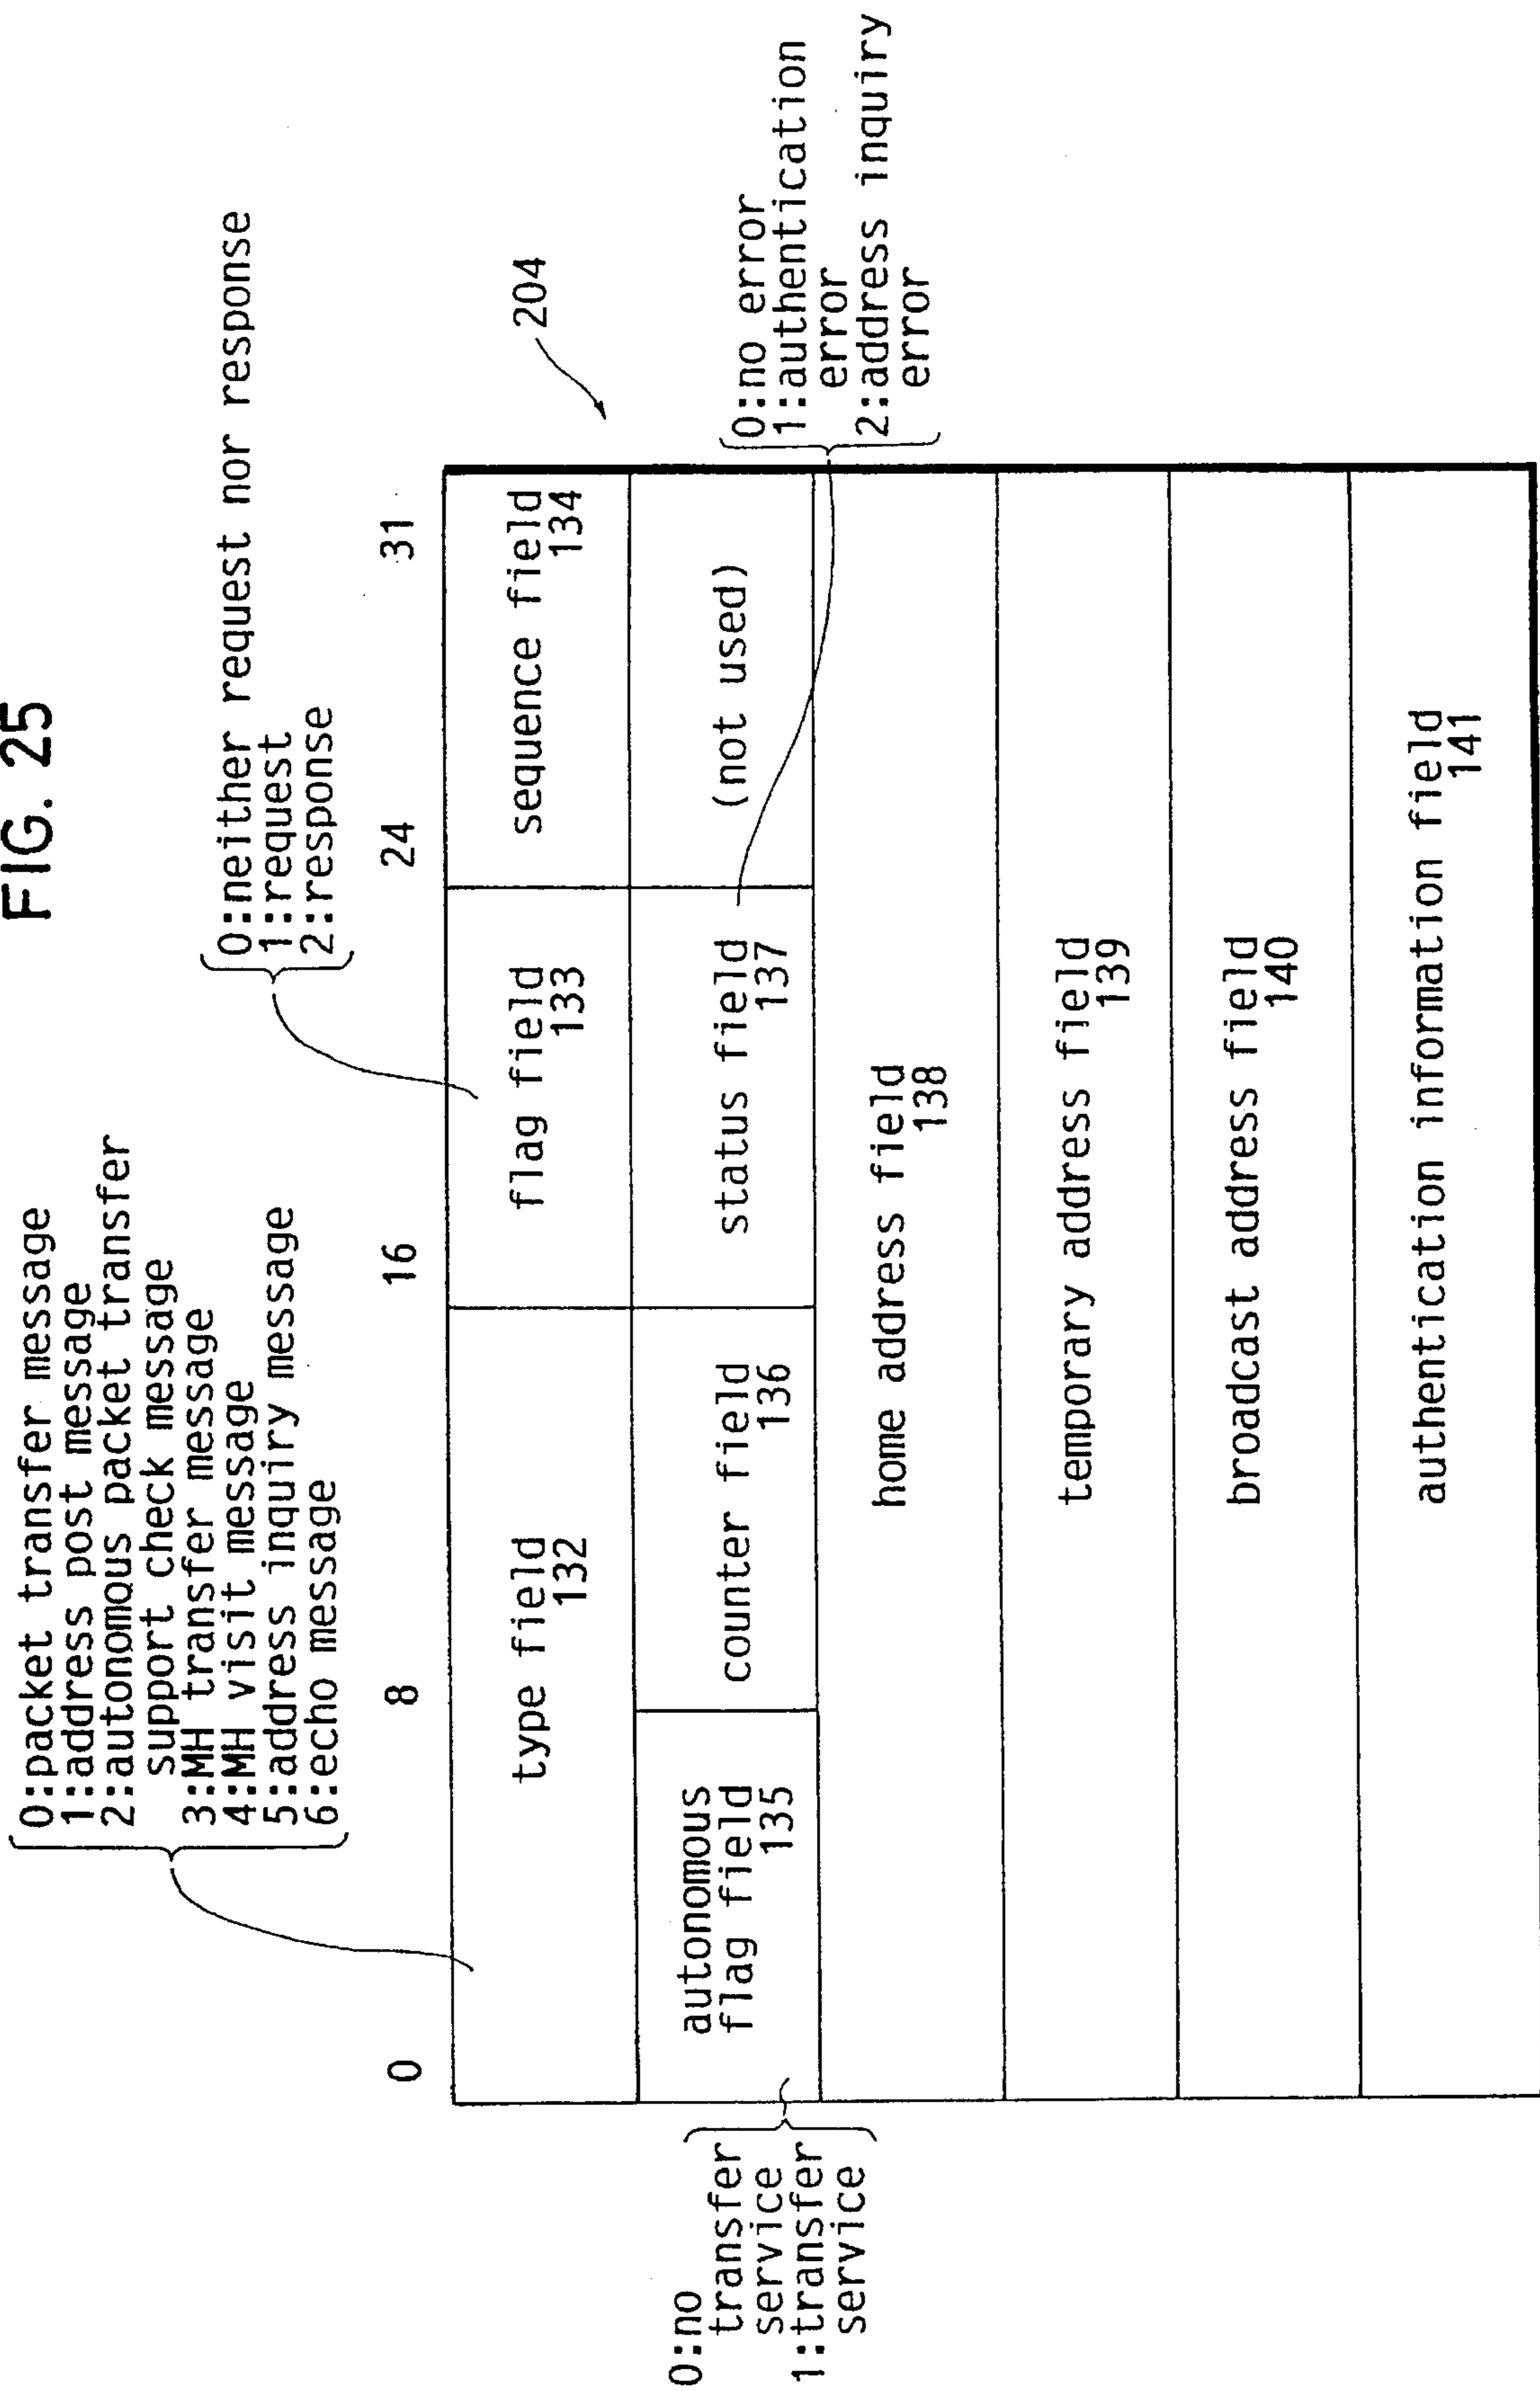 FIG. 25
0:packet transfer message
1:address post message
2:autonomous packet transfer
support check message
3:MH transfer message
4:MH visit message
5:address inquiry message
6:echo message
0:neither request nor response
1:request
2:response
0
8
16
24
31
204
type field
132
flag field
133
sequence field
134
0:no
transfer
service
1:transfer
service
autonomous
flag field
135
counter field
136
status field
137
(not used)
0:no error
1:authentication
error
2:address inquiry
error
home address field
138
temporary address field
139
broadcast address field
140
authentication information field
141